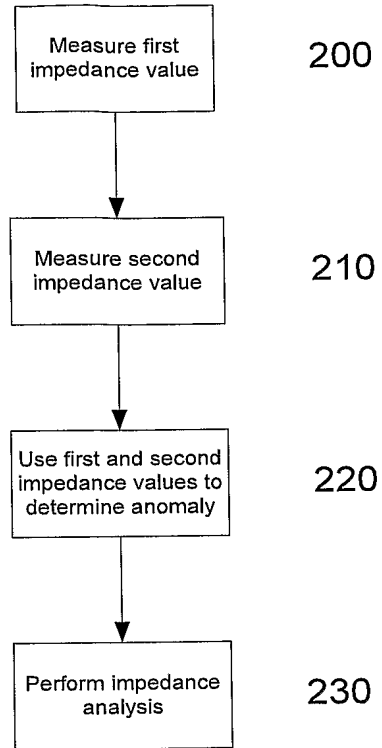 Measure first
impedance value
200
Measure second
impedance value
210
Use first and second
impedance values to
determine anomaly
220
Perform impedance
analysis
230